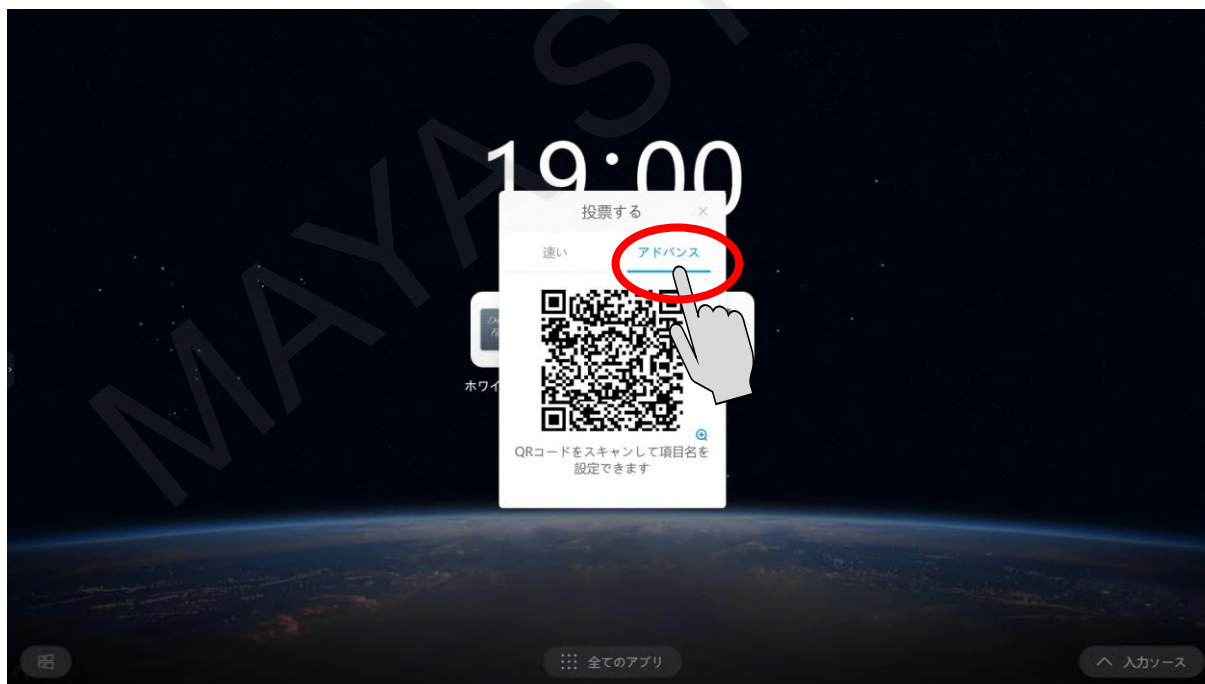 MAYA SY
19:00
投票する
速い
アドバンス
ホワイ
QRコードをスキャンして項目名を
設定できます
全てのアプリ
入力ソース